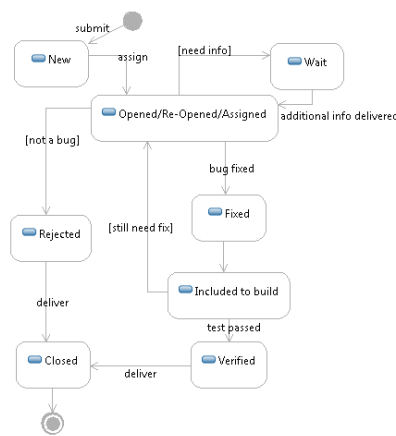 submit
New
assign
[need info]
Wait
Opened/Re-Opened/Assigned
additional info delivered
[not a bug]
bug fixed
Fixed
Rejected
[still need fix]
Included to build
deliver
test passed
Closed
Verified
deliver